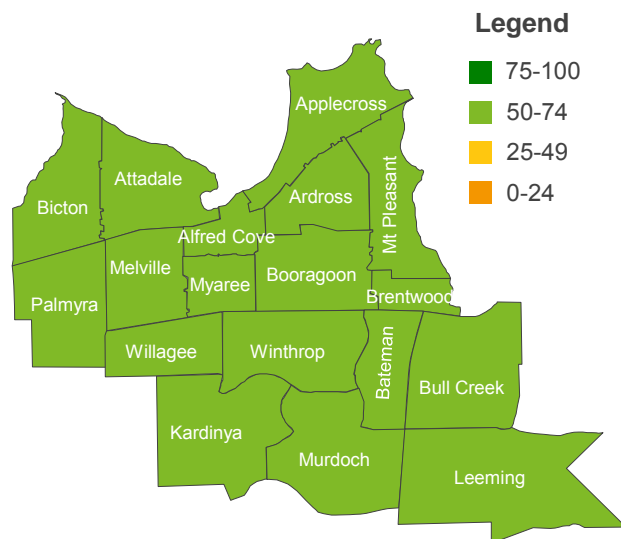 Legend
75-100
50-74
25-49
0-24
Applecross
Attadale
Ardross
Bicton
Mt Pleasant
Alfred Cove
Melville
Myaree
Booragoon
Brentwood
Palmyra
Willagee
Winthrop
Bateman
Bull Creek
Kardinya
Murdoch
Leeming